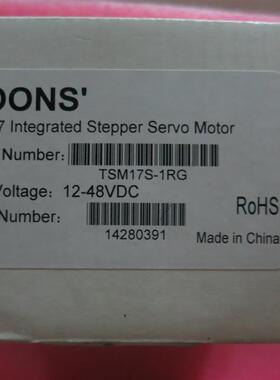 OONS'
7 Integrated Stepper Servo Motor
Number:
TSM17S-1RG
Voltage: 12-48VDC
Number:
RoHS
14280391
Made in China